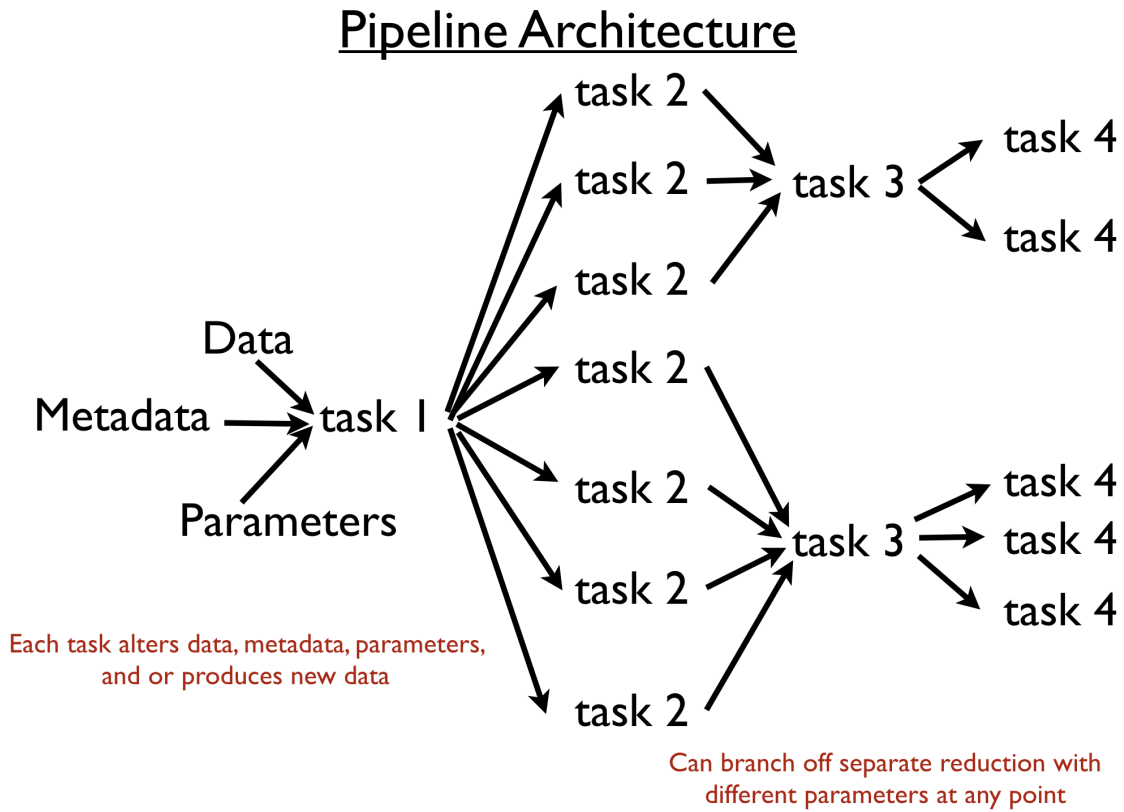 Pipeline Architecture
task 2
task 4
task 2
task 3
task 4
task 2
Data
task 2
Metadata
task 1
task 4
task 2
Parameters
task 3
task 4
task 2
task 4
Each task alters data, metadata, parameters,
and or produces new data
task 2
Can branch off separate reduction with
different parameters at any point